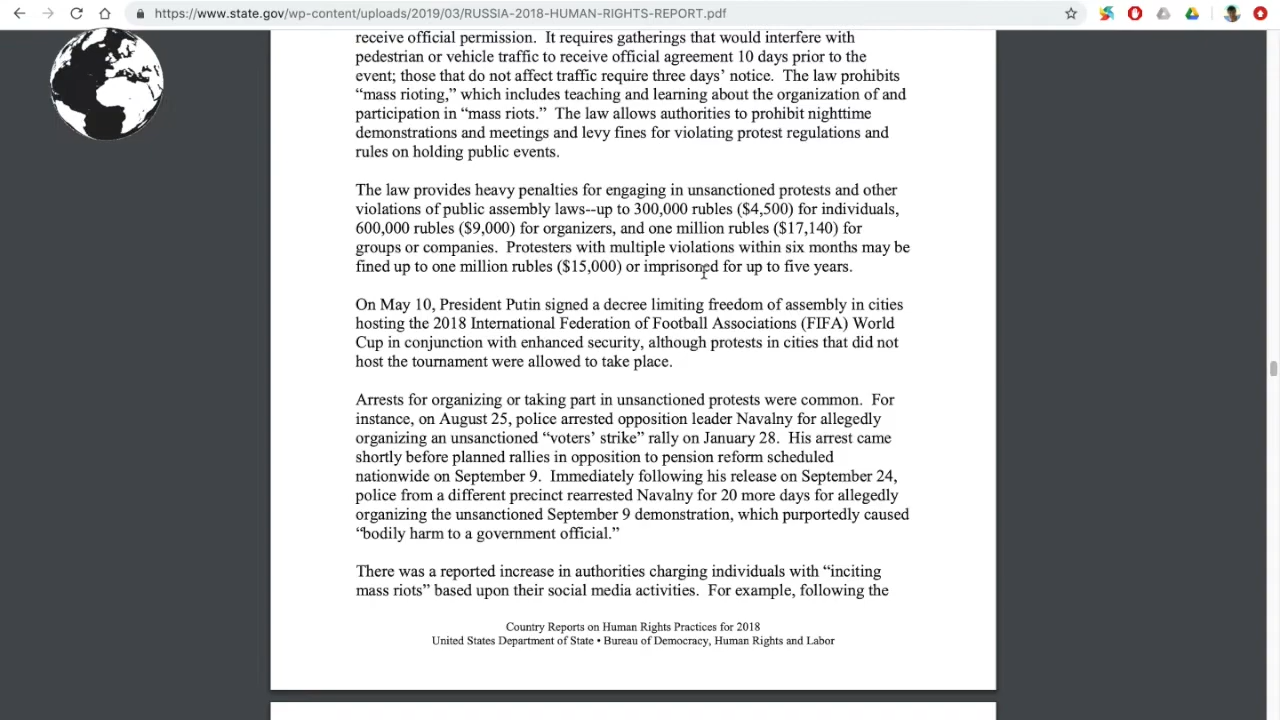 https://www.state.gov/wp-content/uploads/2019/03/RUSSIA-2018-HUMAN-RIGHTS-REPORT.pdf
receive official permission.  It requires gatherings that would interfere with
pedestrian or vehicle traffic to receive official agreement 10 days prior to the
event; those that do not affect traffic require three days’ notice.  The law prohibits
“mass rioting,” which includes teaching and learning about the organization of and
participation in “mass riots.”  The law allows authorities to prohibit nighttime
demonstrations and meetings and levy fines for violating protest regulations and
rules on holding public events.
The law provides heavy penalties for engaging in unsanctioned protests and other
violations of public assembly laws--up to 300,000 rubles ($4,500) for individuals,
600,000 rubles ($9,000) for organizers, and one million rubles ($17,140) for
groups or companies.  Protesters with multiple violations within six months may be
fined up to one million rubles ($15,000) or imprisoned for up to five years.
On May 10, President Putin signed a decree limiting freedom of assembly in cities
hosting the 2018 International Federation of Football Associations (FIFA) World
Cup in conjunction with enhanced security, although protests in cities that did not
host the tournament were allowed to take place.
Arrests for organizing or taking part in unsanctioned protests were common.  For
instance, on August 25, police arrested opposition leader Navalny for allegedly
organizing an unsanctioned “voters’ strike” rally on January 28.  His arrest came
shortly before planned rallies in opposition to pension reform scheduled
nationwide on September 9.  Immediately following his release on September 24,
police from a different precinct rearrested Navalny for 20 more days for allegedly
organizing the unsanctioned September 9 demonstration, which purportedly caused
“bodily harm to a government official.”
There was a reported increase in authorities charging individuals with “inciting
mass riots” based upon their social media activities.  For example, following the
Country Reports on Human Rights Practices for 2018
United States Department of State • Bureau of Democracy, Human Rights and Labor